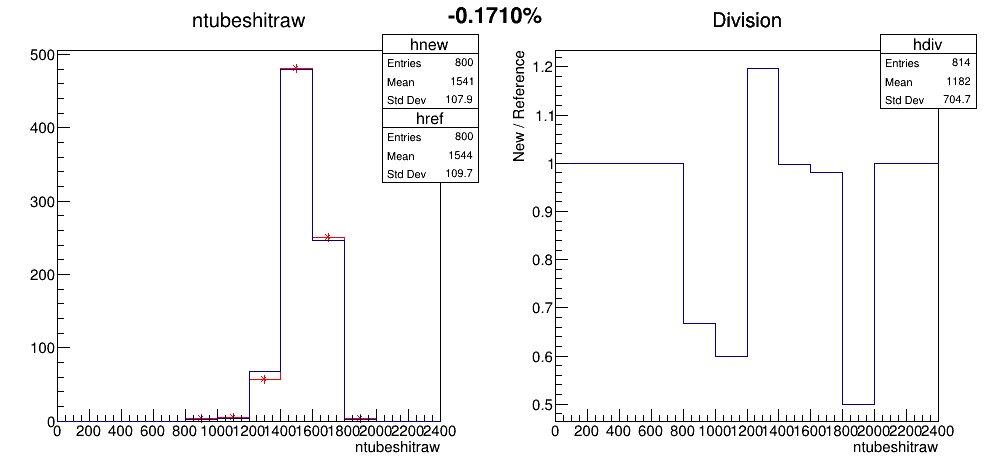 -0.1710%
ntubeshitraw
hnew
Entries 800
Mean 1541
Std Dev 107.9
href
Entries 800
Mean 1544
Std Dev 109.7
500
400
300
200
100
0
0 200 400 600 800 1000 1200 1400 1600 1800 2000 2200 2400
ntubeshitraw
Division
hdiv
Entries 814
Mean 1182
Std Dev 704.7
New / Reference
1.2
1.1
1
0.9
0.8
0.7
0.6
0.5
0 200 400 600 800 1000 1200 1400 1600 1800 2000 2200 2400
ntubeshitraw